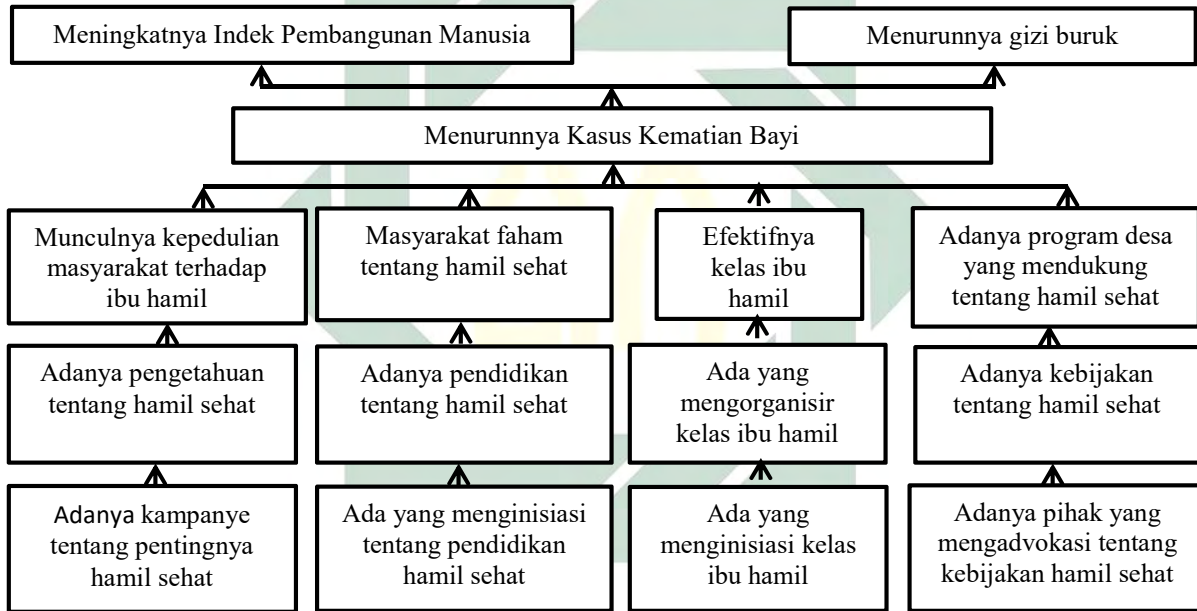 Meningkatnya Indek Pembangunan Manusia
Menurunnya gizi buruk
Menurunnya Kasus Kematian Bayi
Munculnya kepedulian
masyarakat terhadap
ibu hamil
Masyarakat faham
tentang hamil sehat
Efektifnya
kelas ibu
hamil
Adanya program desa
yang mendukung
tentang hamil sehat
Adanya pengetahuan
tentang hamil sehat
Adanya pendidikan
tentang hamil sehat
Ada yang
mengorganisir
kelas ibu hamil
Adanya kebijakan
tentang hamil sehat
Adanya kampanye
tentang pentingnya
hamil sehat
Ada yang menginisiasi
tentang pendidikan
hamil sehat
Ada yang
menginisiasi kelas
ibu hamil
Adanya pihak yang
mengadvokasi tentang
kebijakan hamil sehat